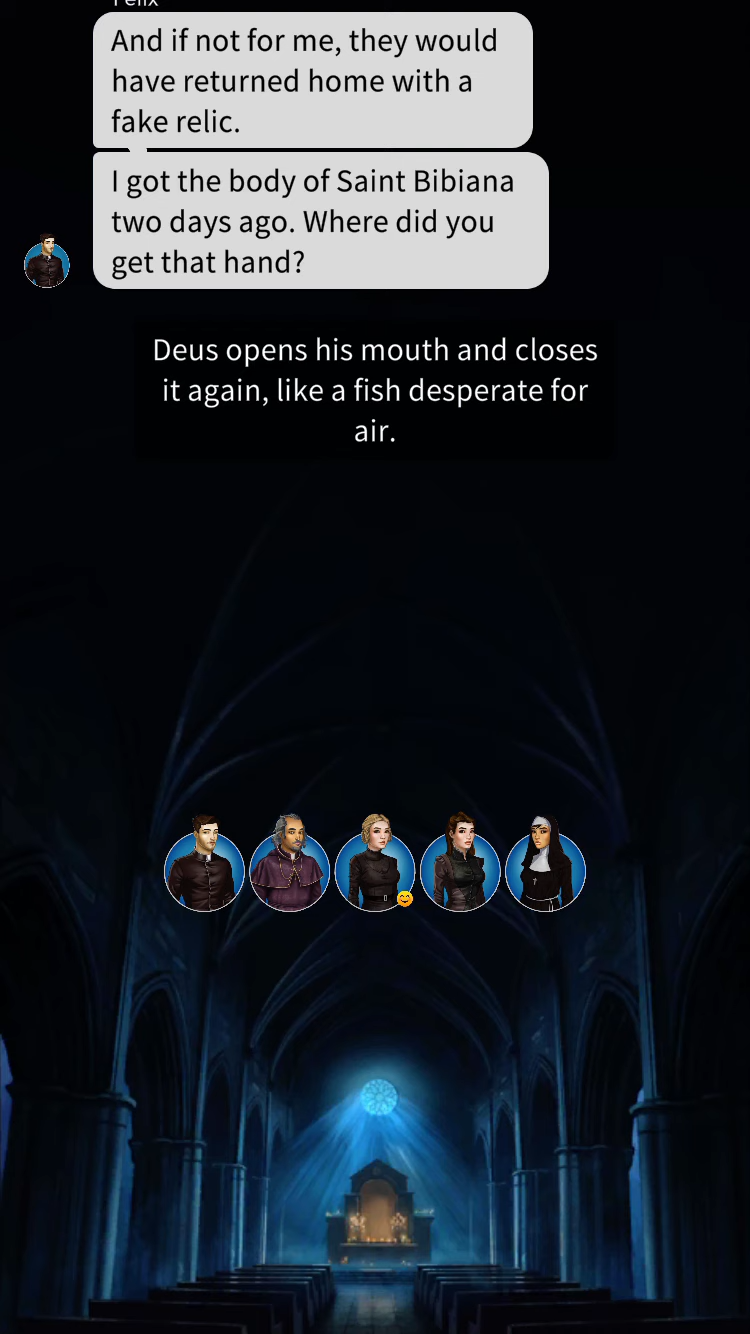 Felix
And if not for me, they would
have returned home with a
fake relic.
I got the body of Saint Bibiana
two days ago. Where did you
get that hand?
Deus opens his mouth and closes
it again, like a fish desperate for
air.